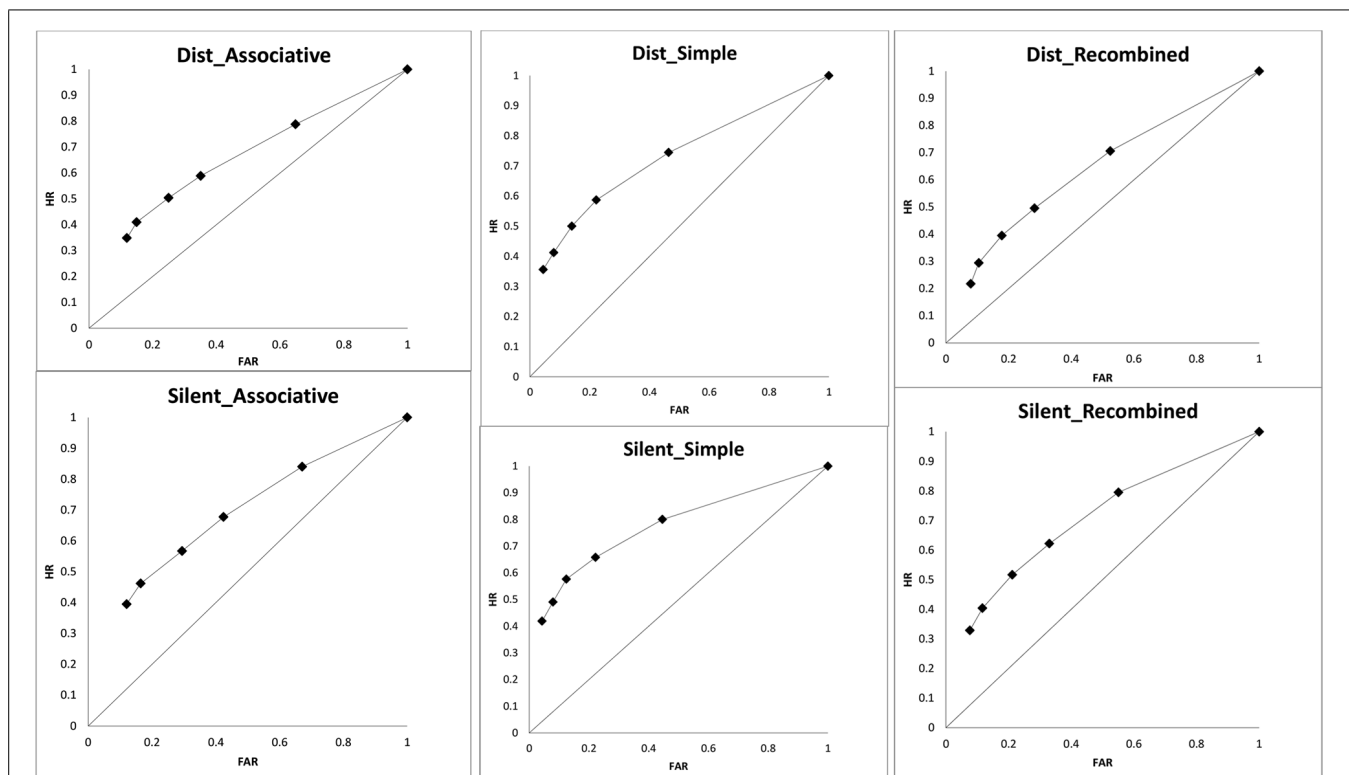 Dist_Associative
1
0.9
0.8
0.7
0.6
0.5
0.4
0.3
0.2
0.1
0
HR
0 0.2 0.4 0.6 0.8 1
FAR
Dist_Simple
1
0.9
0.8
0.7
0.6
0.5
0.4
0.3
0.2
0.1
0
HR
0 0.2 0.4 0.6 0.8 1
FAR
Dist_Recombined
1
0.9
0.8
0.7
0.6
0.5
0.4
0.3
0.2
0.1
0
HR
0 0.2 0.4 0.6 0.8 1
FAR
Silent_Associative
1
0.9
0.8
0.7
0.6
0.5
0.4
0.3
0.2
0.1
0
HR
0 0.2 0.4 0.6 0.8 1
FAR
Silent_Simple
1
0.9
0.8
0.7
0.6
0.5
0.4
0.3
0.2
0.1
0
HR
0 0.2 0.4 0.6 0.8 1
FAR
Silent_Recombined
1
0.9
0.8
0.7
0.6
0.5
0.4
0.3
0.2
0.1
0
HR
0 0.2 0.4 0.6 0.8 1
FAR